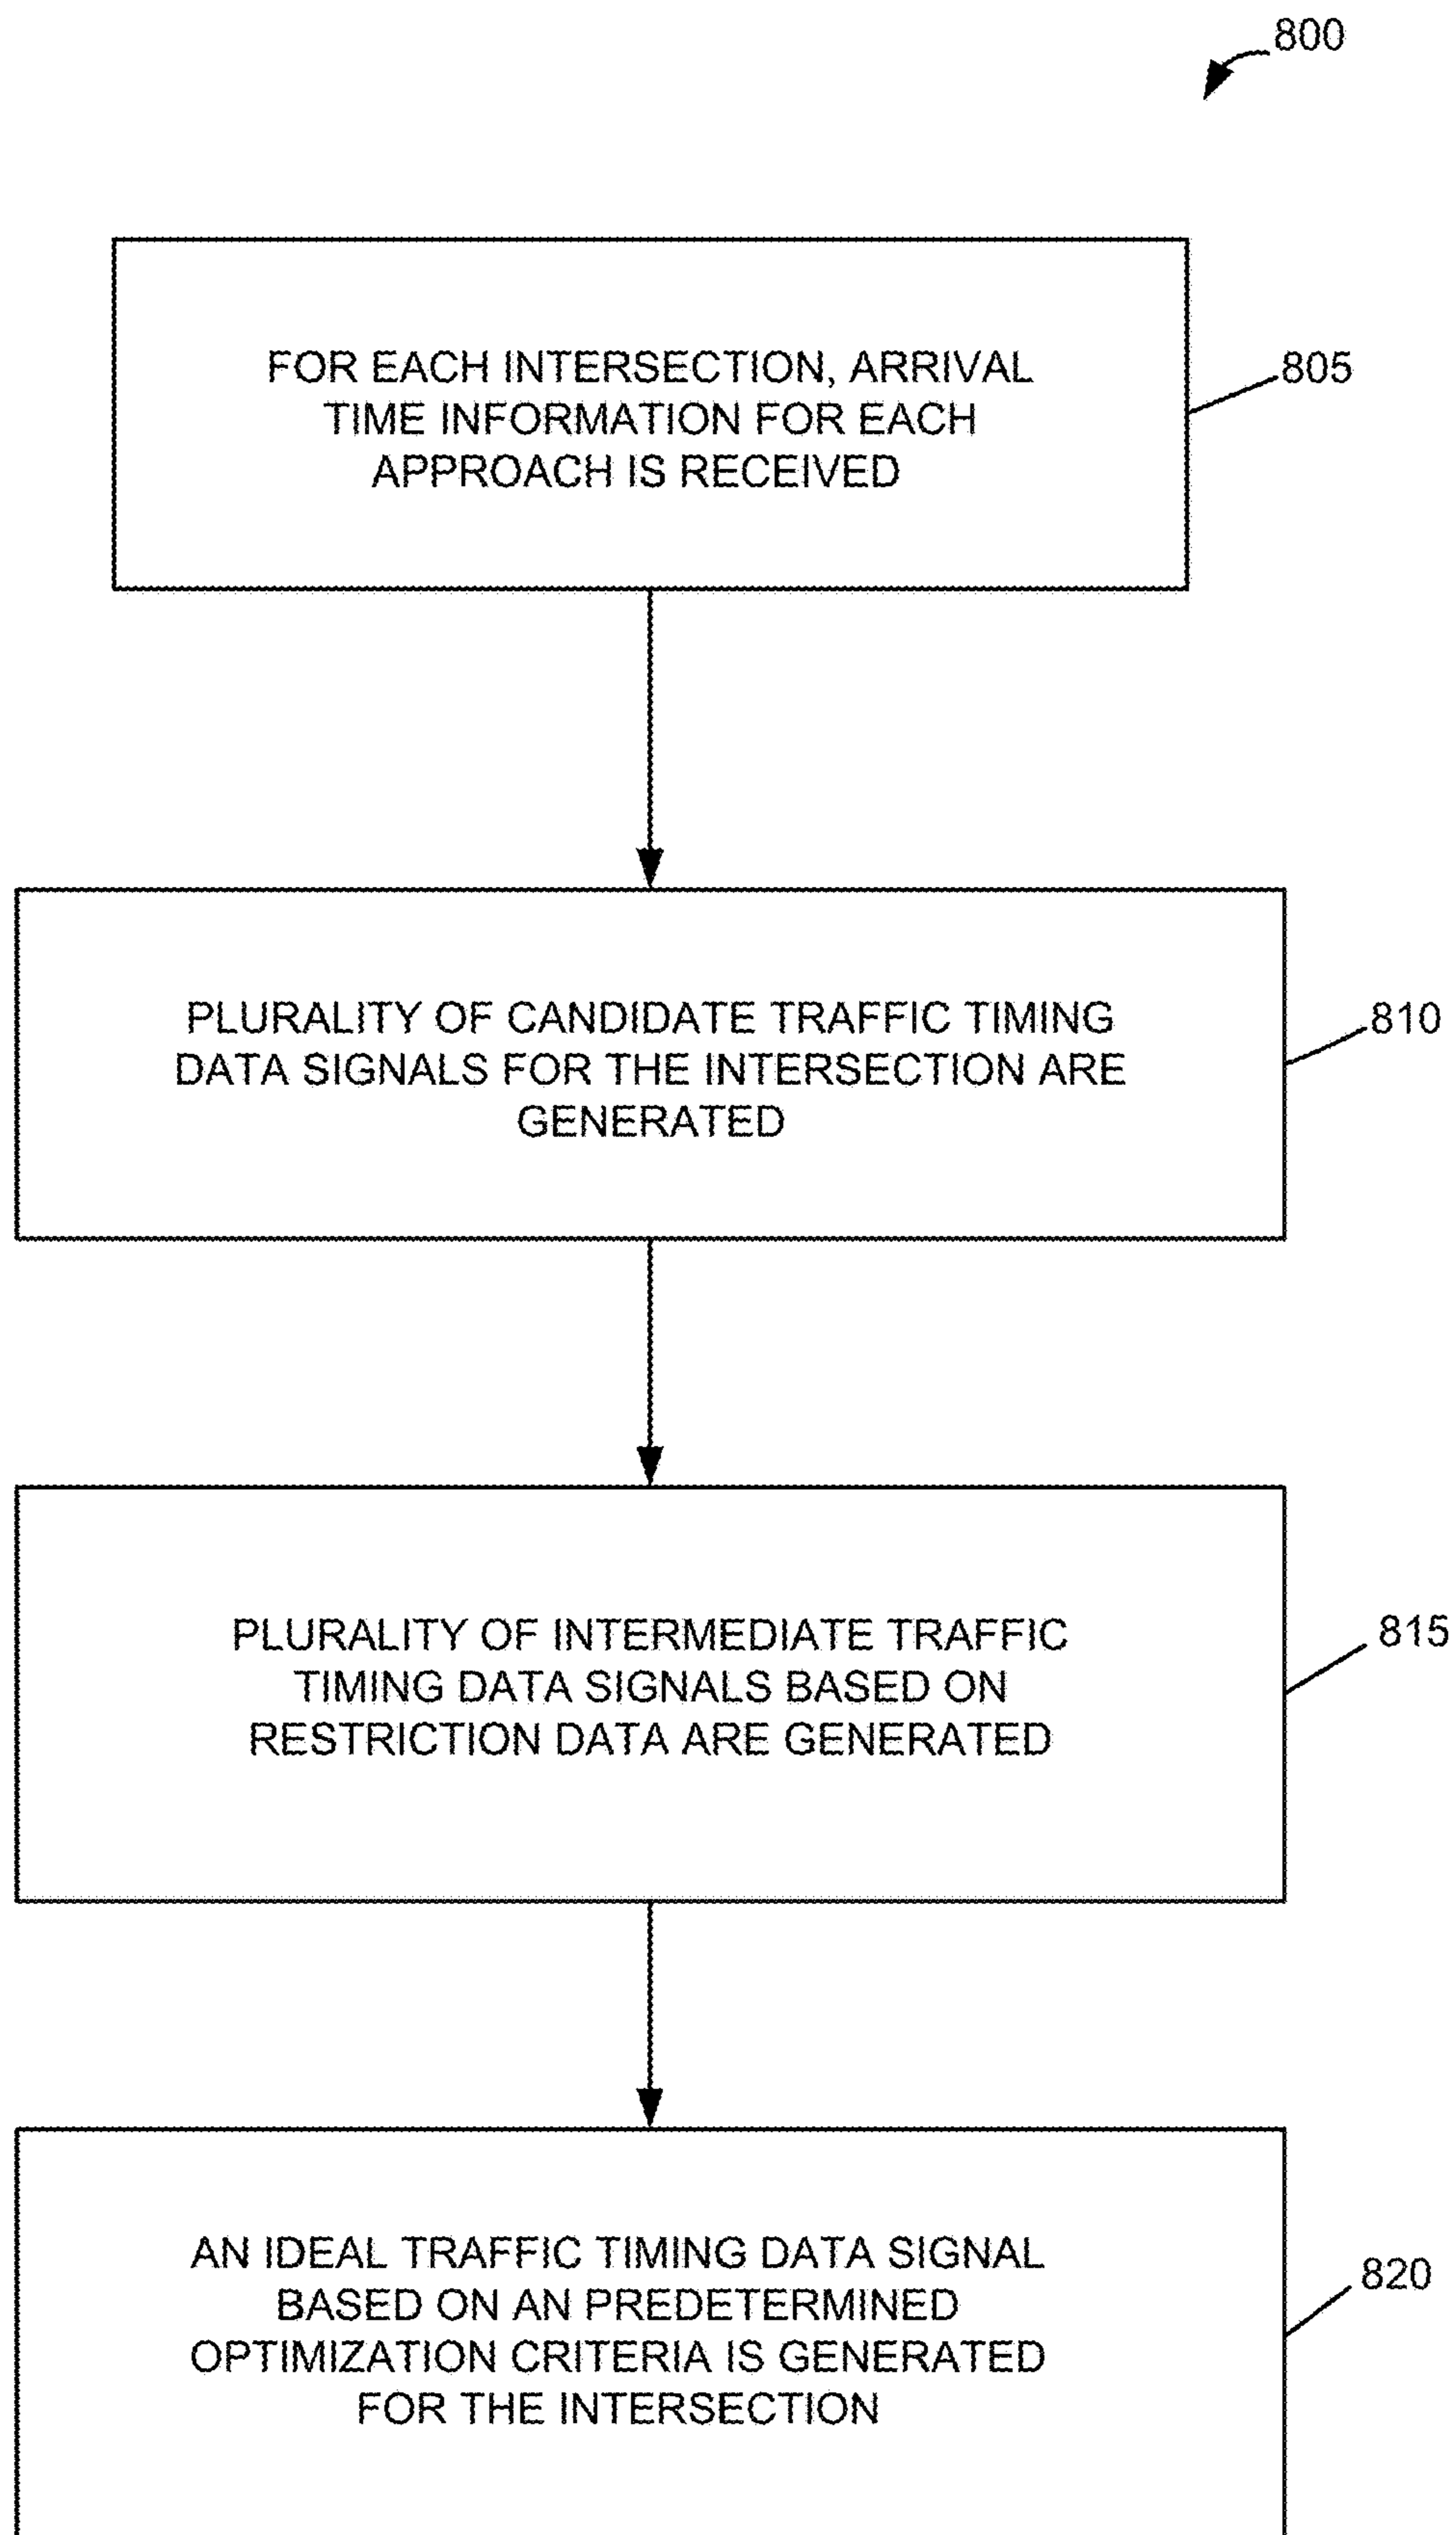 800
FOR EACH INTERSECTION, ARRIVAL
TIME INFORMATION FOR EACH
APPROACH IS RECEIVED
805
PLURALITY OF CANDIDATE TRAFFIC TIMING
DATA SIGNALS FOR THE INTERSECTION ARE
GENERATED
810
PLURALITY OF INTERMEDIATE TRAFFIC
TIMING DATA SIGNALS BASED ON
RESTRICTION DATA ARE GENERATED
815
AN IDEAL TRAFFIC TIMING DATA SIGNAL
BASED ON AN PREDETERMINED
OPTIMIZATION CRITERIA IS GENERATED
FOR THE INTERSECTION
820